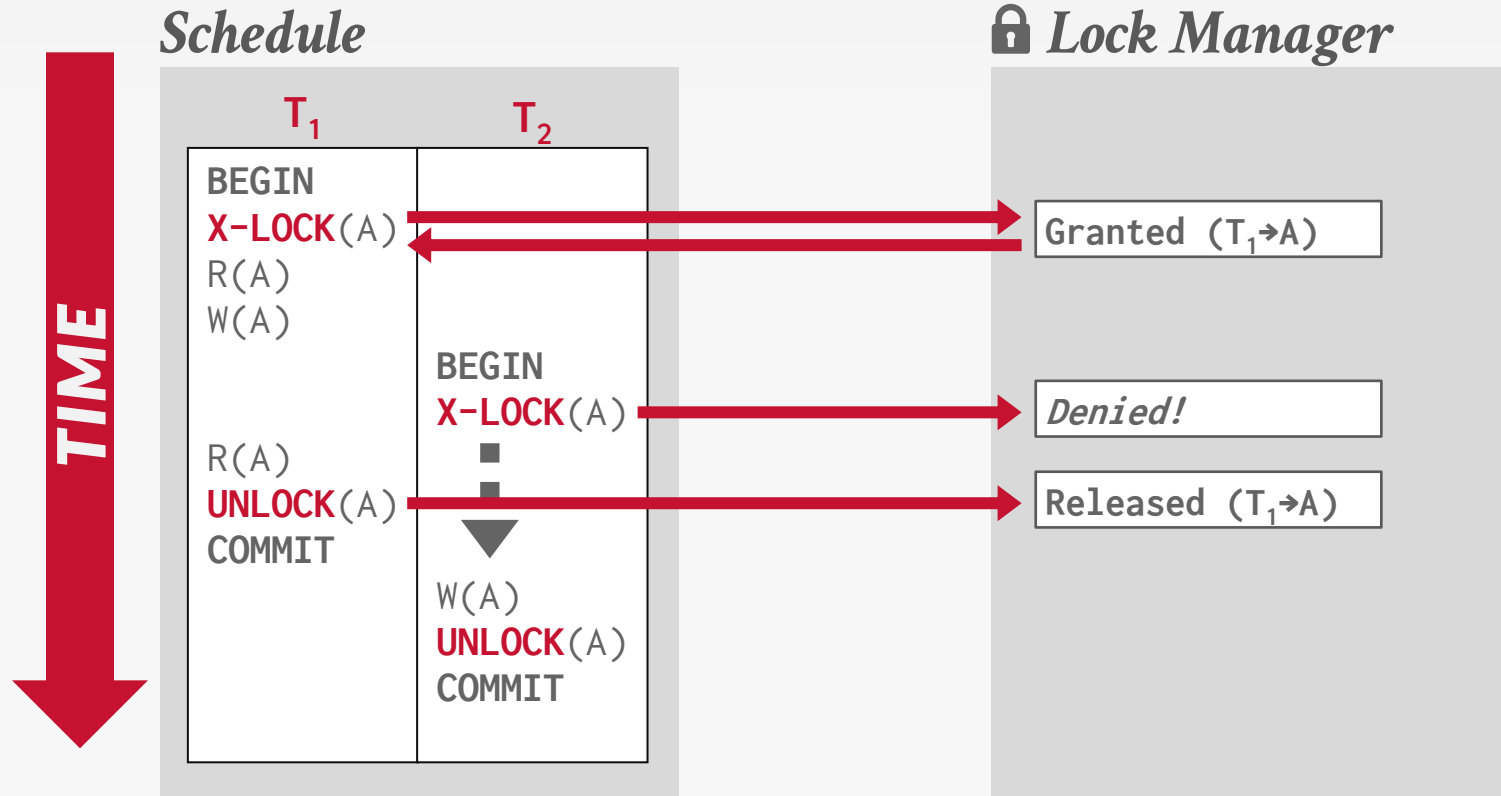 Schedule
Lock Manager
TIME
T1
T2
BEGIN
X-LOCK(A)
R(A)
W(A)
R(A)
UNLOCK(A)
COMMIT
BEGIN
X-LOCK(A)
W(A)
UNLOCK(A)
COMMIT
Granted (T1→A)
Denied!
Released (T1→A)